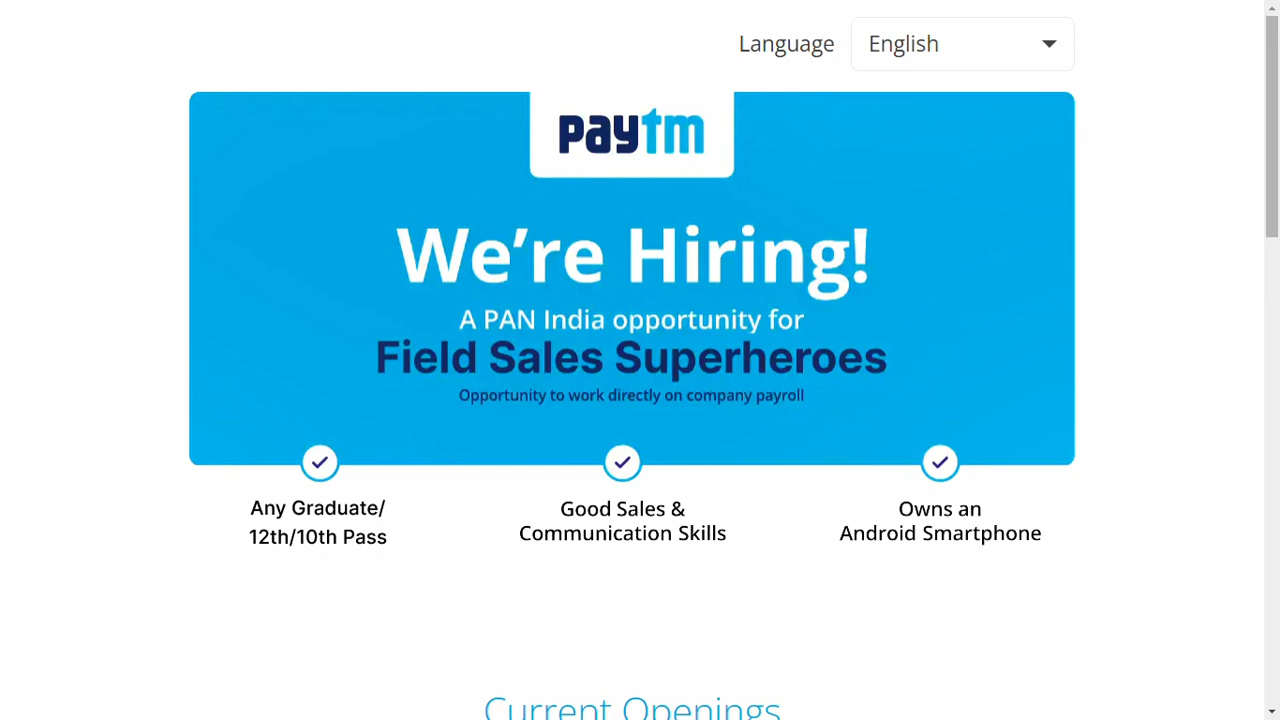 Language English
paytm
We’re Hiring!
A PAN India opportunity for
Field Sales Superheroes
Opportunity to work directly on company payroll
Any Graduate/
12th/10th Pass
Good Sales &
Communication Skills
Owns an
Android Smartphone
Current Openings